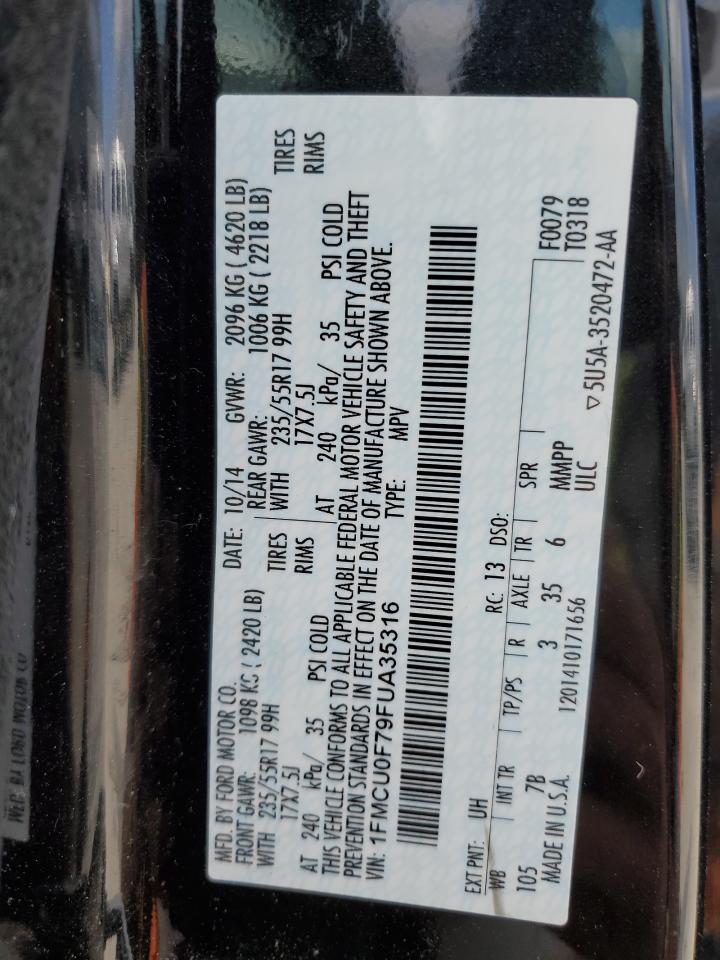 MFD. BY FORD MOTOR CO.
DATE: 10/14 GVWR: 2096 KG ( 4620 LB)
FRONT GAWR: 1098 KG ( 2420 LB)
REAR GAWR: 1006 KG ( 2218 LB)
WITH 235/55R17 99H TIRES
WITH 235/55R17 99H TIRES
17X7.5J RIMS
17X7.5J RIMS
AT 240 kPa/ 35 PSI COLD
AT 240 kPa/ 35 PSI COLD
THIS VEHICLE CONFORMS TO ALL APPLICABLE FEDERAL MOTOR VEHICLE SAFETY AND THEFT
PREVENTION STANDARDS IN EFFECT ON THE DATE OF MANUFACTURE SHOWN ABOVE.
VIN: 1FMCU0F79FUA35316 TYPE: MPV
EXT PNT: UH RC: 13 DSO:
WB INT TR TP/PS R AXLE TR SPR
F0079
T0318
105 7B 3 35 6 MMPP
ULC
MADE IN U.S.A. 1201410171656
▽5U5A-3520472-AA